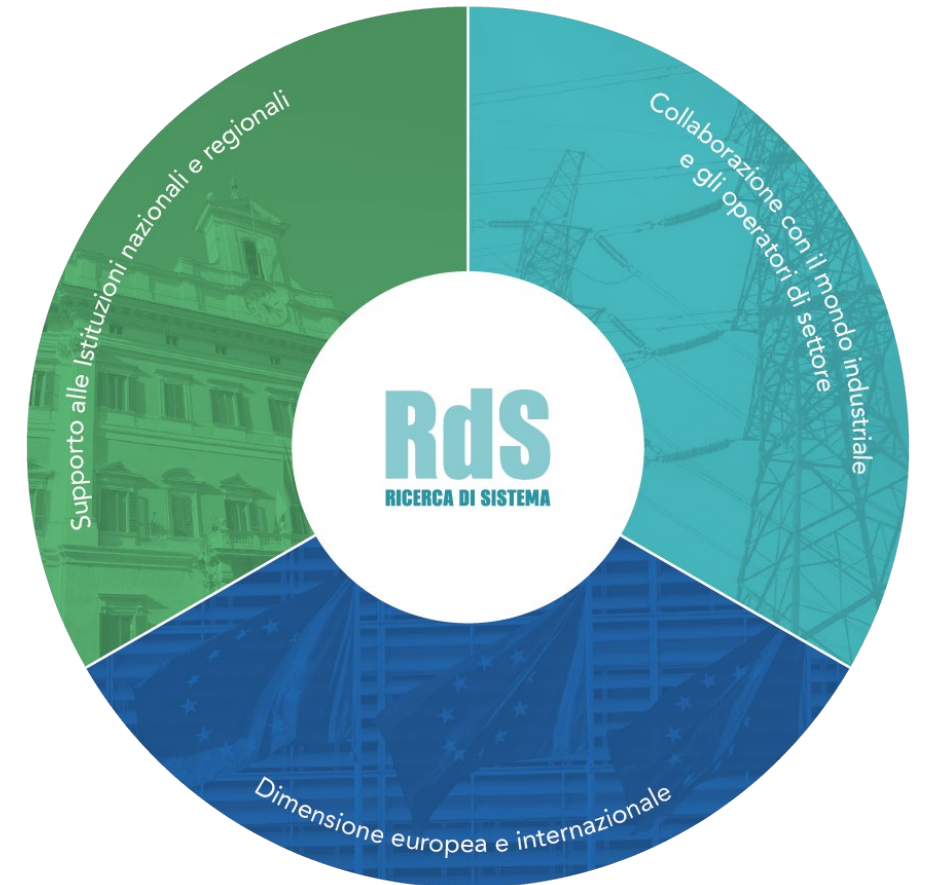 Supporto alle Istituzioni nazionali e regionali
Collaborazione con il mondo industriale
e gli operatori di settore
RdS
RICERCA DI SISTEMA
Dimensione europea e internazionale